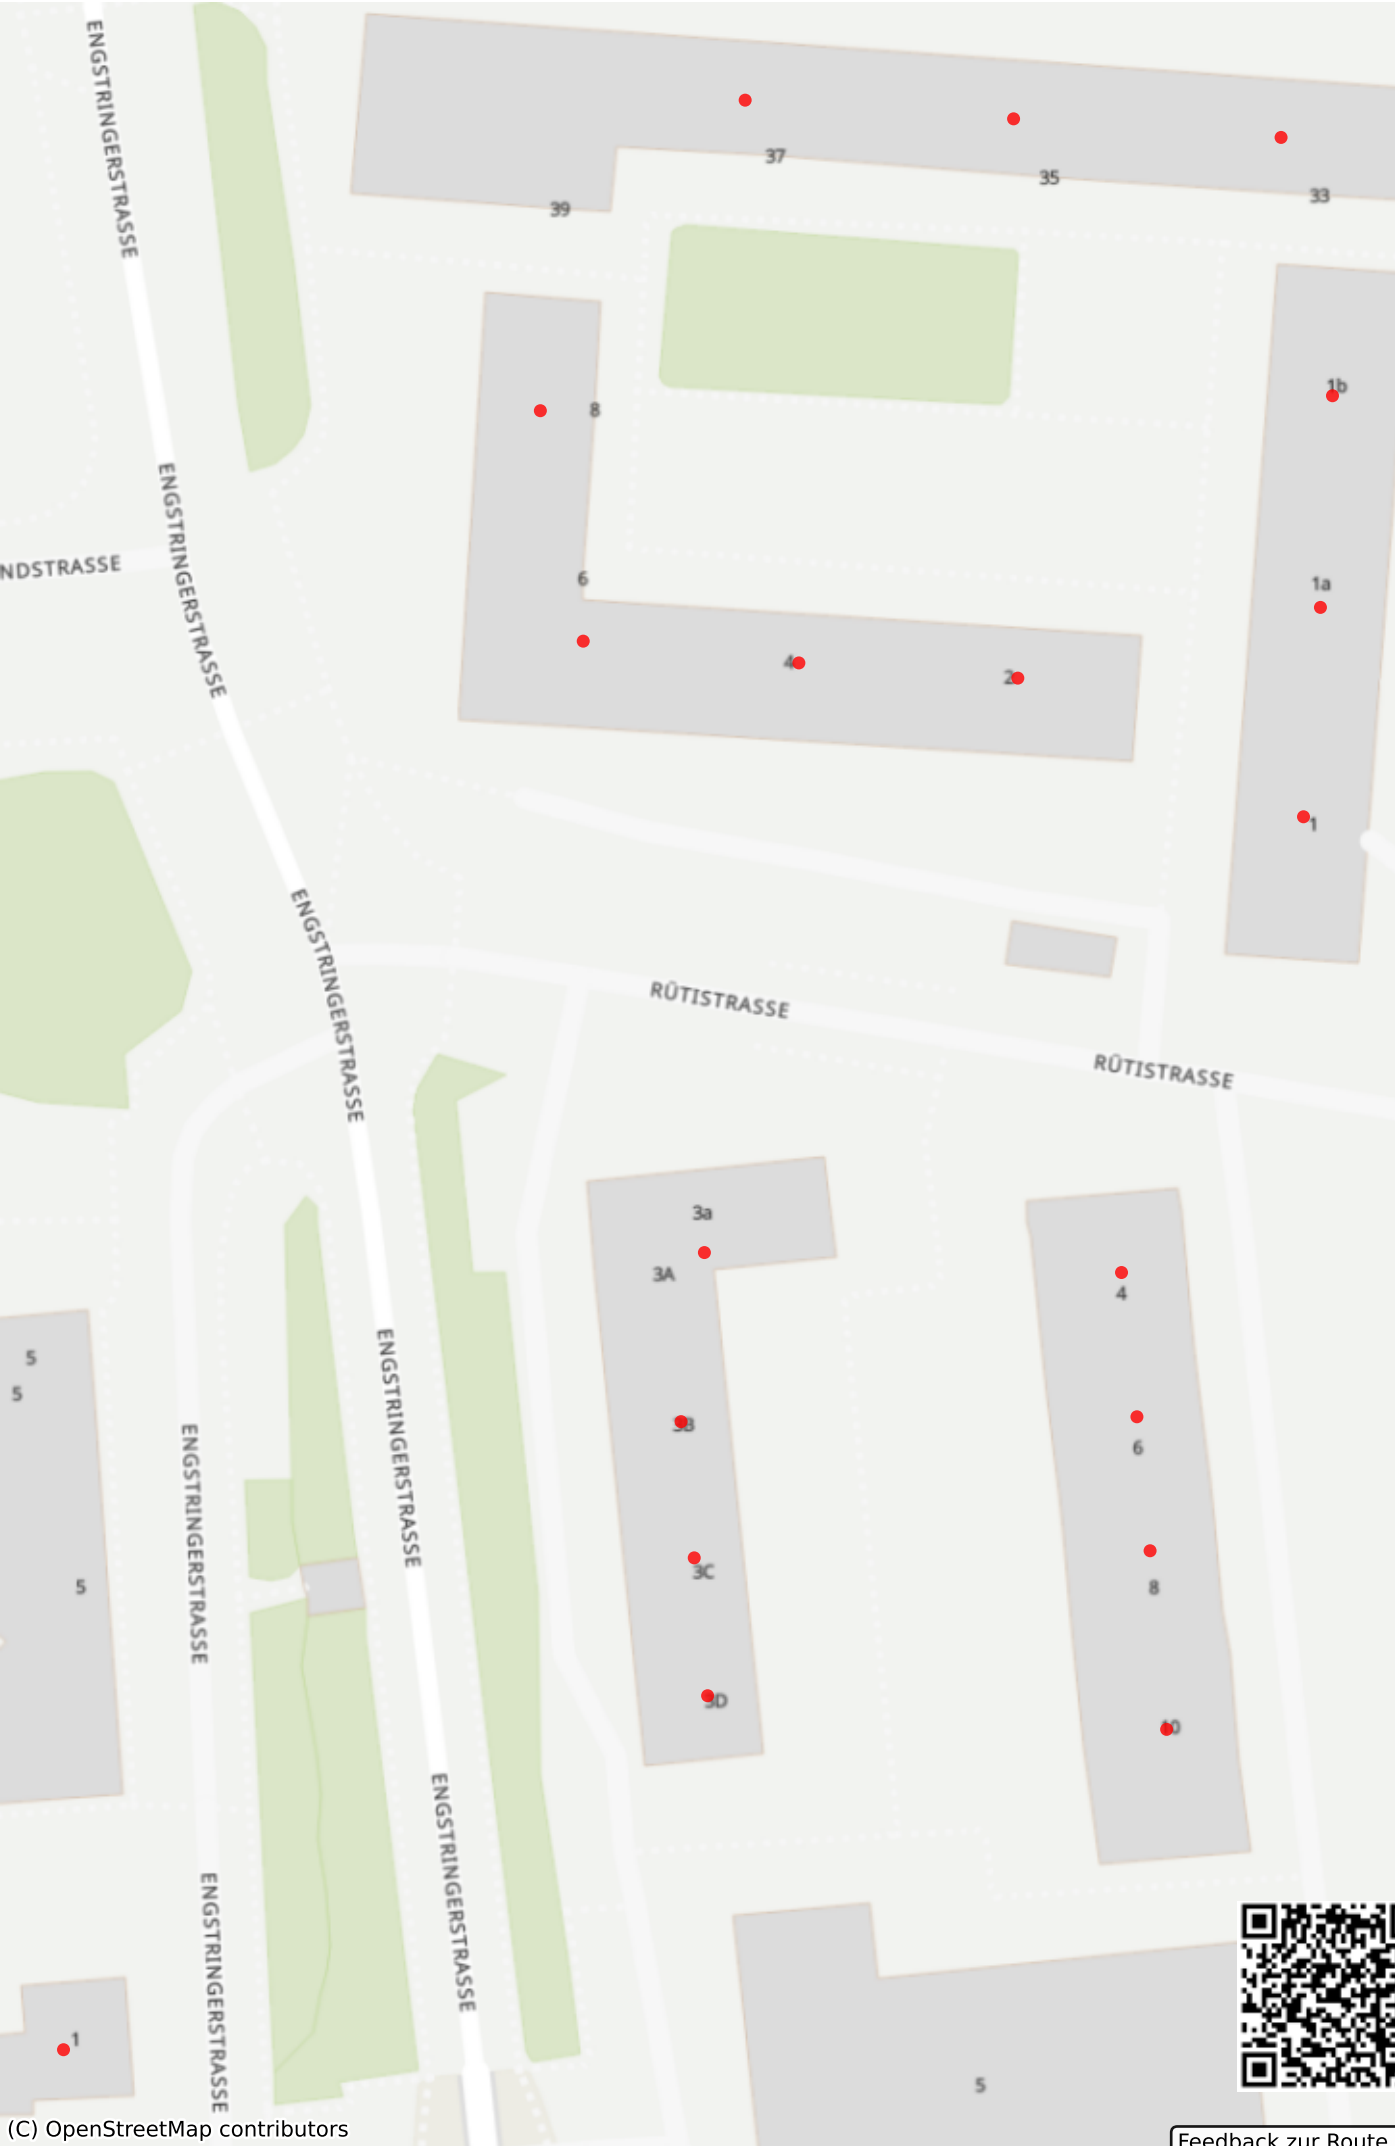 ENGSTRINGERSTRASSE
37
35
33
39
8
1b
ENGSTRINGERSTRASSE
NDSTRASSE
6
1a
4
2
1
ENGSTRINGERSTRASSE
RÜTISTRASSE
RÜTISTRASSE
3a
3A
4
ENGSTRINGERSTRASSE
5
5
3B
6
ENGSTRINGERSTRASSE
3C
5
8
3D
10
ENGSTRINGERSTRASSE
ENGSTRINGERSTRASSE
1
5
(C) OpenStreetMap contributors
Feedback zur Route